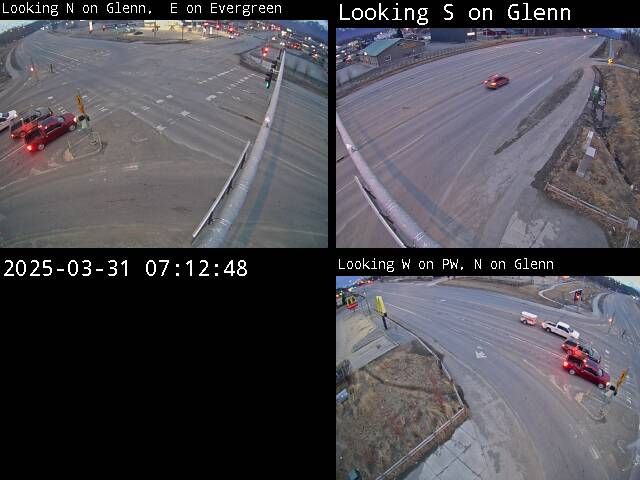 Looking N on Glenn,  E on Evergreen
Looking S on Glenn
2025-03-31 07:12:48
Looking W on PW, N on Glenn